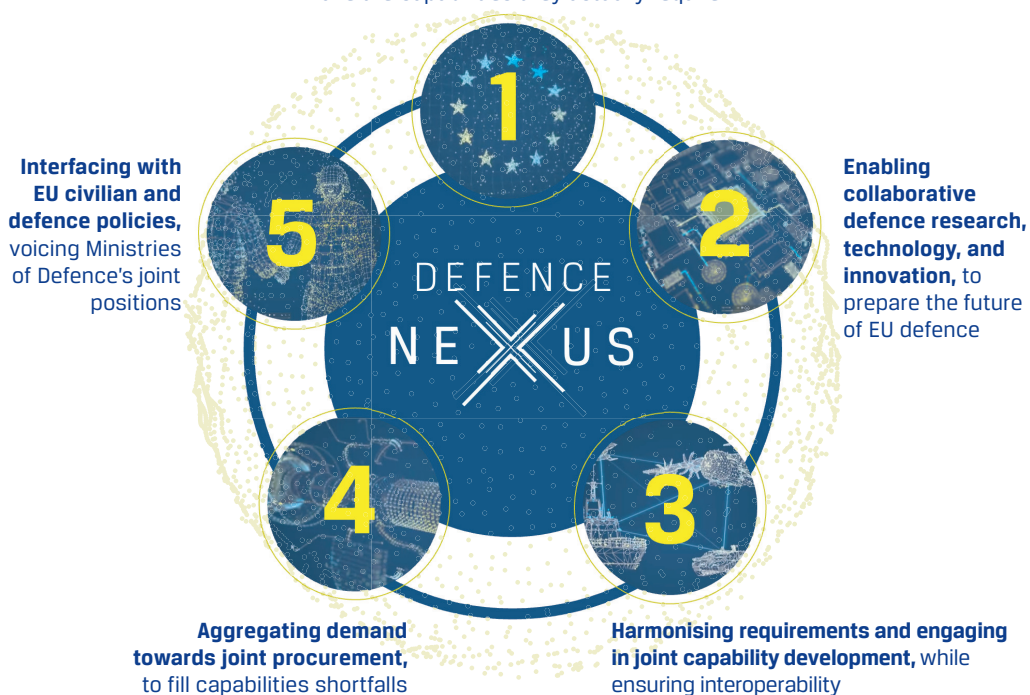 1
2
3
4
5
DEFENCE
NEXUS
Enabling
collaborative
defence research,
technology, and
innovation, to
prepare the future
of EU defence
Harmonising requirements and engaging
in joint capability development, while
ensuring interoperability
Aggregating demand
towards joint procurement,
to fill capabilities shortfalls
Interfacing with
EU civilian and
defence policies,
voicing Ministries
of Defence's joint
positions